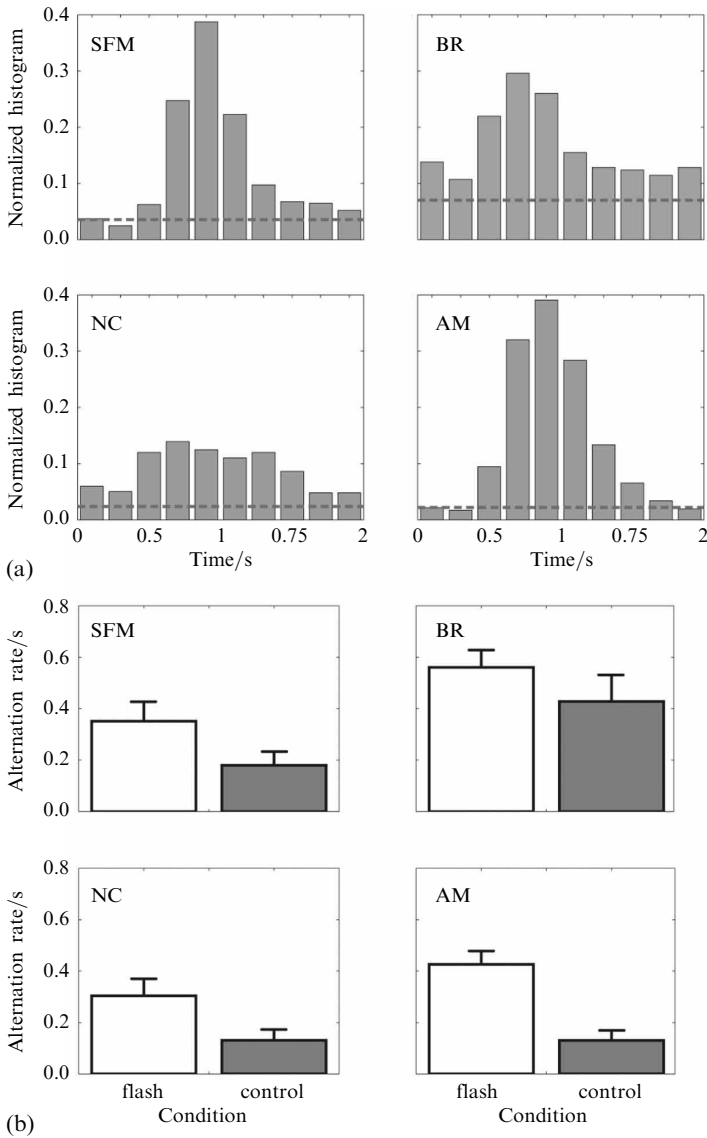 0.4
0.3
0.2
0.1
0.0
Normalized histogram
SFM
BR
0.4
0.3
0.2
0.1
0
Normalized histogram
NC
AM
0 0.5 1 0.75 2
0 0.5 1 0.75 2
Time/s
Time/s
(a)
0.8
0.6
0.4
0.2
0.0
Alternation rate/s
SFM
BR
0.8
0.6
0.4
0.2
0.0
Alternation rate/s
NC
AM
flash control
flash control
Condition
Condition
(b)